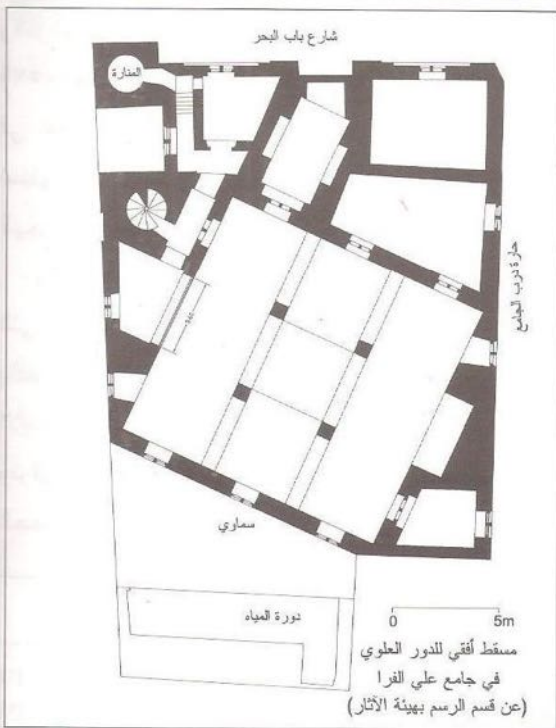 شارع باب البحر
المنارة
حارة درب الجامع
سماوي
دورة المياه
0 5m
مسقط أفقي للدور العلوي
في جامع علي الفرا
(عن قسم الرسم بهيئة الآثار)